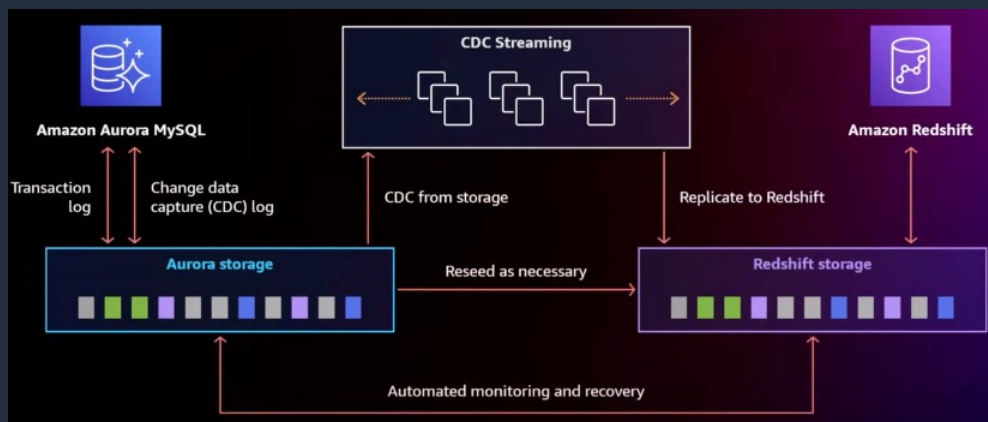 CDC Streaming
Amazon Aurora MySQL
Amazon Redshift
Transaction
log
Change data
capture (CDC) log
CDC from storage
Replicate to Redshift
Aurora storage
Reseed as necessary
Redshift storage
Automated monitoring and recovery